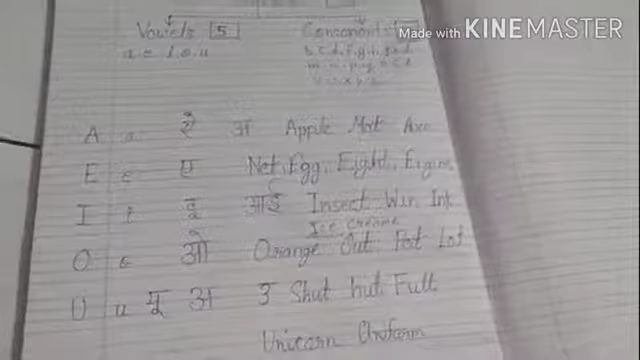 Made with KINEMASTER
Vowels 5 Consonants
a e i o u b, c, d, f, g, h, j, k, l
m, n, p, q, r, s, t
v w x y z
A a ऐ अ Apple Mat Axe
E e ए Net, Egg, Eight, Engine
I i इ आई Insect Win Ink
Ice Creame
O o ओ Orange Out Pot Lot
U u यू अ उ Shut hut Full
Unicorn Uniform